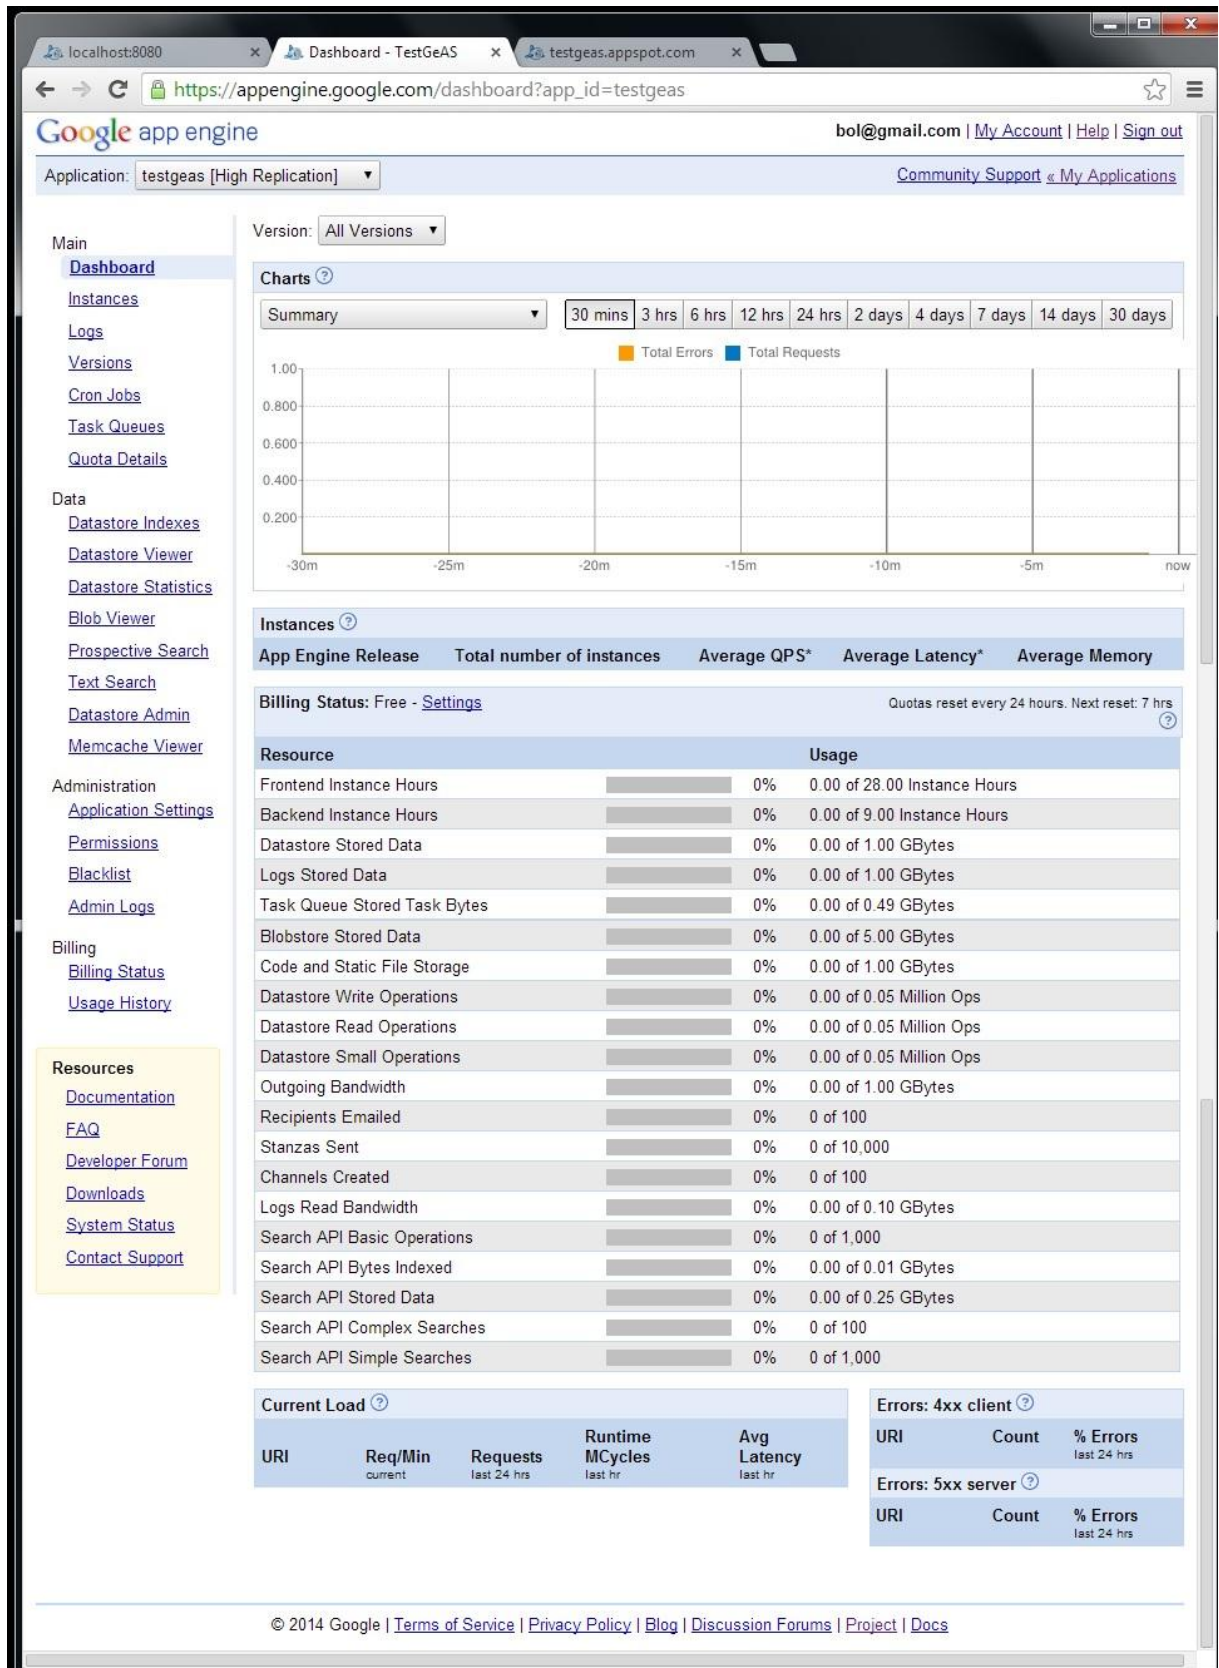 localhost:8080 × Dashboard - TestGeAS × testgeas.appspot.com ×
https://appengine.google.com/dashboard?app_id=testgeas
Google app engine
bol@gmail.com | My Account | Help | Sign out
Application: testgeas [High Replication]
Community Support « My Applications
Main
Dashboard
Instances
Logs
Versions
Cron Jobs
Task Queues
Quota Details
Data
Datastore Indexes
Datastore Viewer
Datastore Statistics
Blob Viewer
Prospective Search
Text Search
Datastore Admin
Memcache Viewer
Administration
Application Settings
Permissions
Blacklist
Admin Logs
Billing
Billing Status
Usage History
Resources
Documentation
FAQ
Developer Forum
Downloads
System Status
Contact Support
Version: All Versions
Charts ?
Summary
30 mins 3 hrs 6 hrs 12 hrs 24 hrs 2 days 4 days 7 days 14 days 30 days
Total Errors Total Requests
1.00
0.800
0.600
0.400
0.200
-30m -25m -20m -15m -10m -5m now
Instances ?
App Engine Release Total number of instances Average QPS* Average Latency* Average Memory
Billing Status: Free - Settings
Quotas reset every 24 hours. Next reset: 7 hrs
?
Resource Usage
Frontend Instance Hours 0% 0.00 of 28.00 Instance Hours
Backend Instance Hours 0% 0.00 of 9.00 Instance Hours
Datastore Stored Data 0% 0.00 of 1.00 GBytes
Logs Stored Data 0% 0.00 of 1.00 GBytes
Task Queue Stored Task Bytes 0% 0.00 of 0.49 GBytes
Blobstore Stored Data 0% 0.00 of 5.00 GBytes
Code and Static File Storage 0% 0.00 of 1.00 GBytes
Datastore Write Operations 0% 0.00 of 0.05 Million Ops
Datastore Read Operations 0% 0.00 of 0.05 Million Ops
Datastore Small Operations 0% 0.00 of 0.05 Million Ops
Outgoing Bandwidth 0% 0.00 of 1.00 GBytes
Recipients Emailed 0% 0 of 100
Stanzas Sent 0% 0 of 10,000
Channels Created 0% 0 of 100
Logs Read Bandwidth 0% 0.00 of 0.10 GBytes
Search API Basic Operations 0% 0 of 1,000
Search API Bytes Indexed 0% 0.00 of 0.01 GBytes
Search API Stored Data 0% 0.00 of 0.25 GBytes
Search API Complex Searches 0% 0 of 100
Search API Simple Searches 0% 0 of 1,000
Current Load ?
URI Req/Min Requests Runtime MCycles Avg Latency
current last 24 hrs last hr last hr
Errors: 4xx client ?
URI Count % Errors
last 24 hrs
Errors: 5xx server ?
URI Count % Errors
last 24 hrs
© 2014 Google | Terms of Service | Privacy Policy | Blog | Discussion Forums | Project | Docs